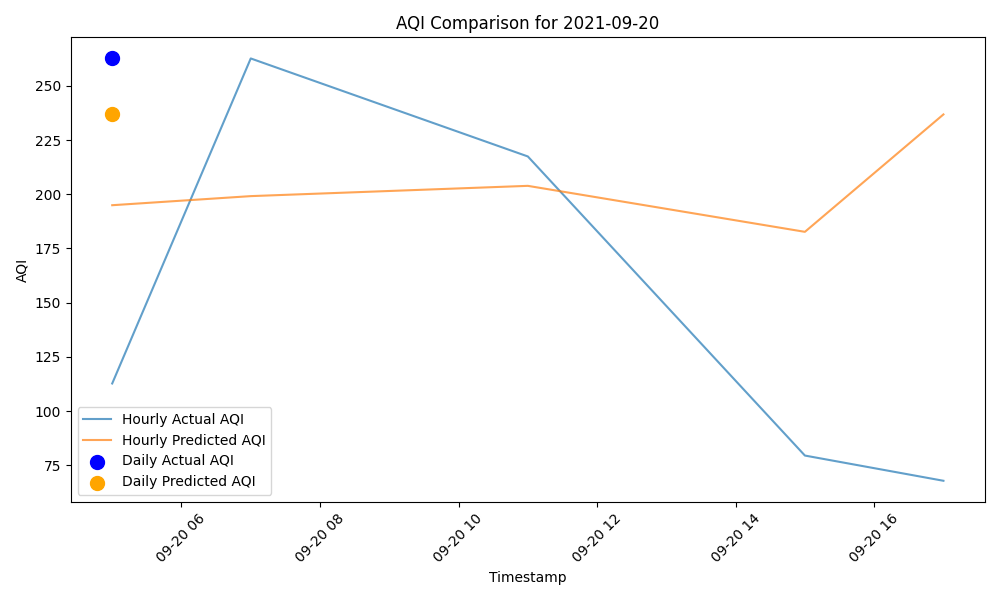 AQI Comparison for 2021-09-20
AQI
250
225
200
175
150
125
100
75
Hourly Actual AQI
Hourly Predicted AQI
Daily Actual AQI
Daily Predicted AQI
09-20 06
09-20 08
09-20 10
09-20 12
09-20 14
09-20 16
Timestamp